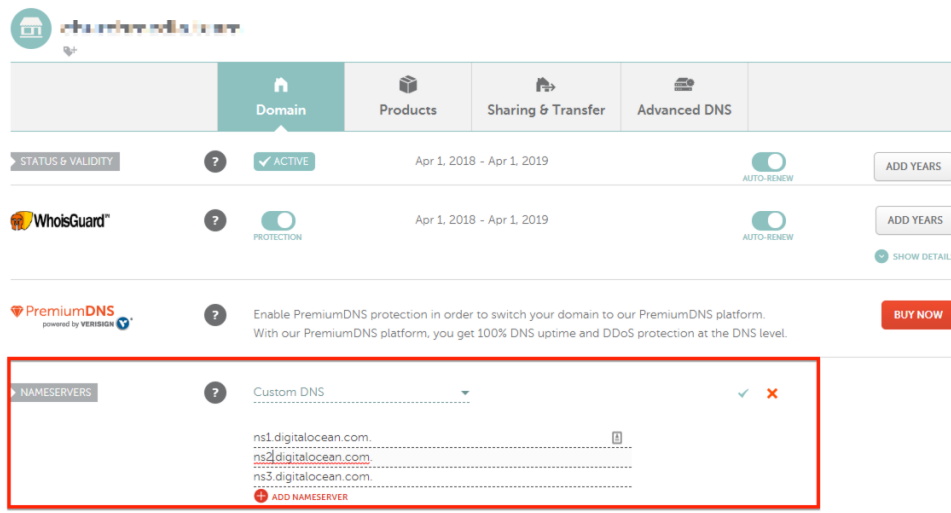 Domain
Products
Sharing & Transfer
Advanced DNS
STATUS & VALIDITY
?
ACTIVE
Apr 1, 2018 - Apr 1, 2019
AUTO-RENEW
ADD YEARS
WhoisGuard
?
PROTECTION
Apr 1, 2018 - Apr 1, 2019
AUTO-RENEW
ADD YEARS
SHOW DETAIL
PremiumDNS
powered by VERISIGN
?
Enable PremiumDNS protection in order to switch your domain to our PremiumDNS platform.
With our PremiumDNS platform, you get 100% DNS uptime and DDoS protection at the DNS level.
BUY NOW
NAMESERVERS
?
Custom DNS
ns1.digitalocean.com.
ns2.digitalocean.com.
ns3.digitalocean.com.
ADD NAMESERVER